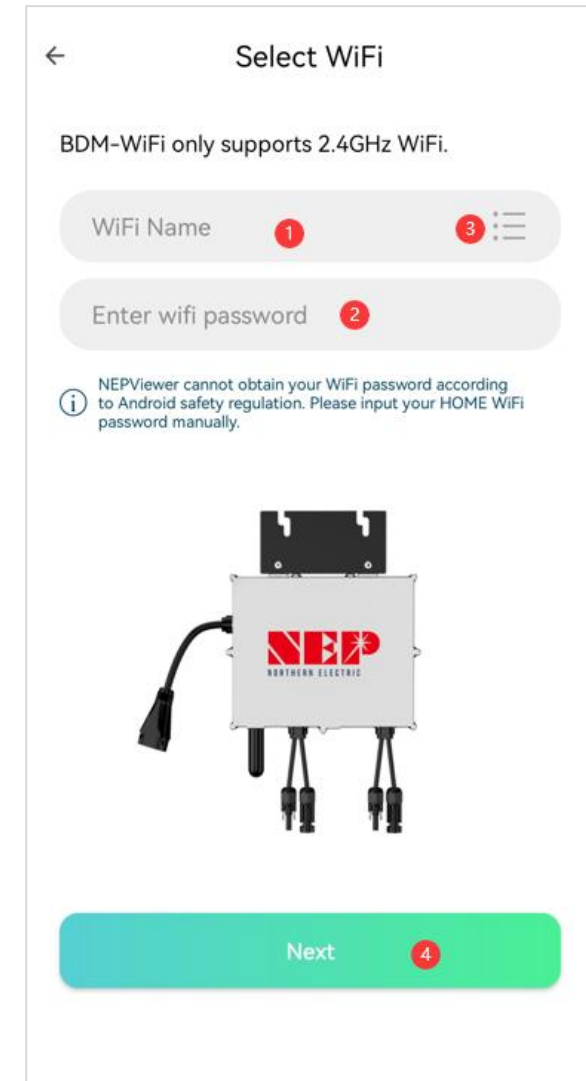 Select WiFi
BDM-WiFi only supports 2.4GHz WiFi.
WiFi Name 1 3
Enter wifi password 2
NEPViewer cannot obtain your WiFi password according
to Android safety regulation. Please input your HOME WiFi
password manually.
NEP
NORTHERN ELECTRIC
Next 4